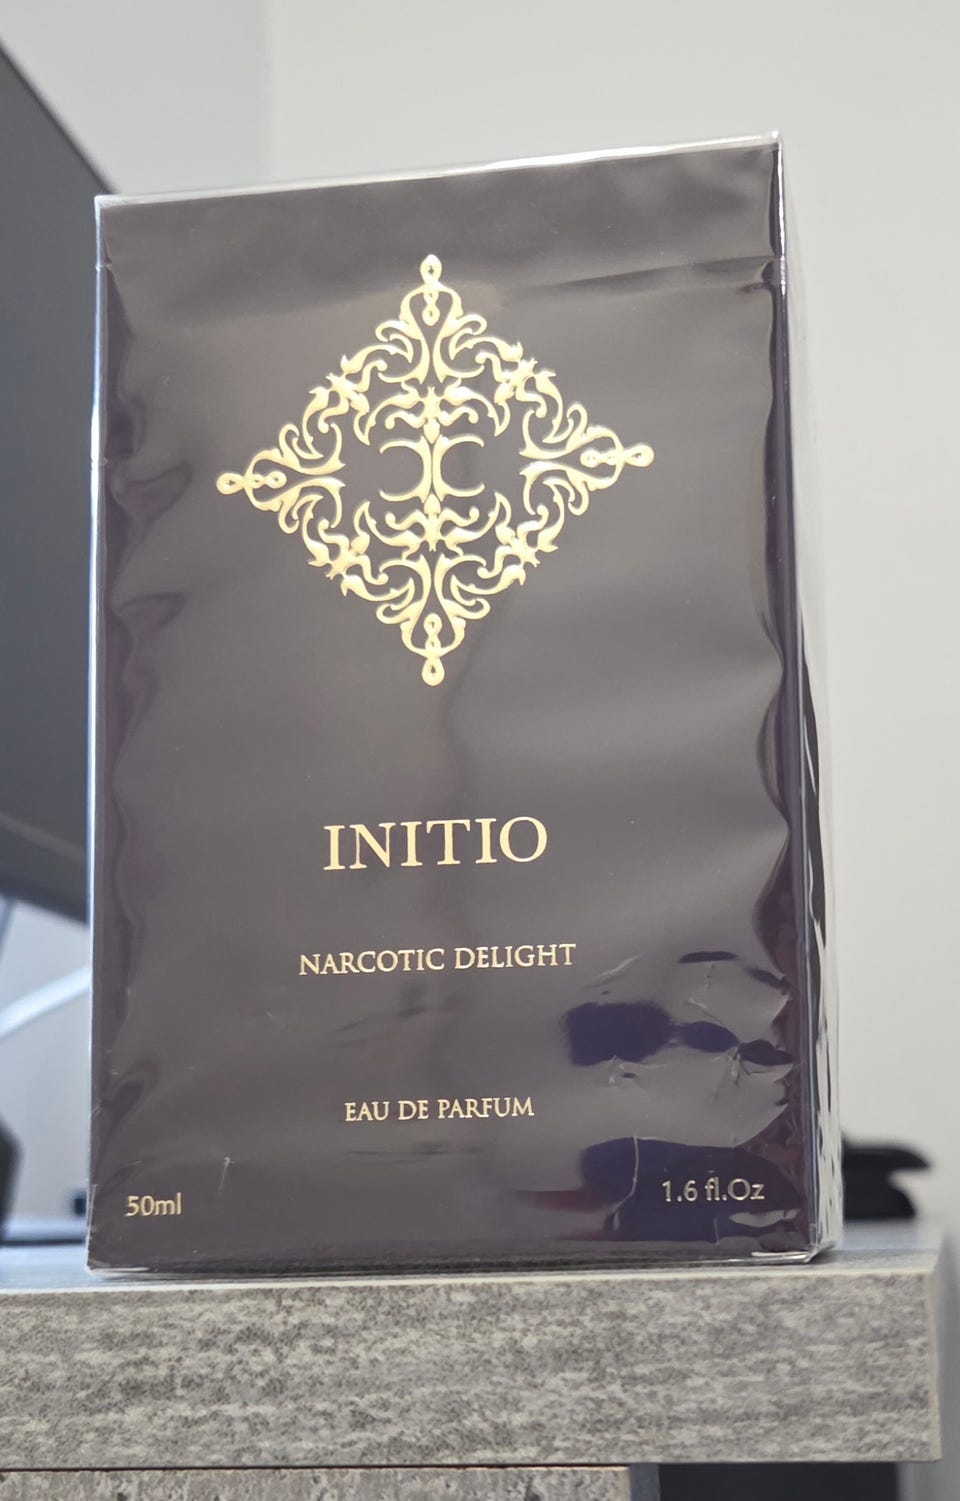 INITIO
NARCOTIC DELIGHT
EAU DE PARFUM
50ml 1.6 fl.Oz